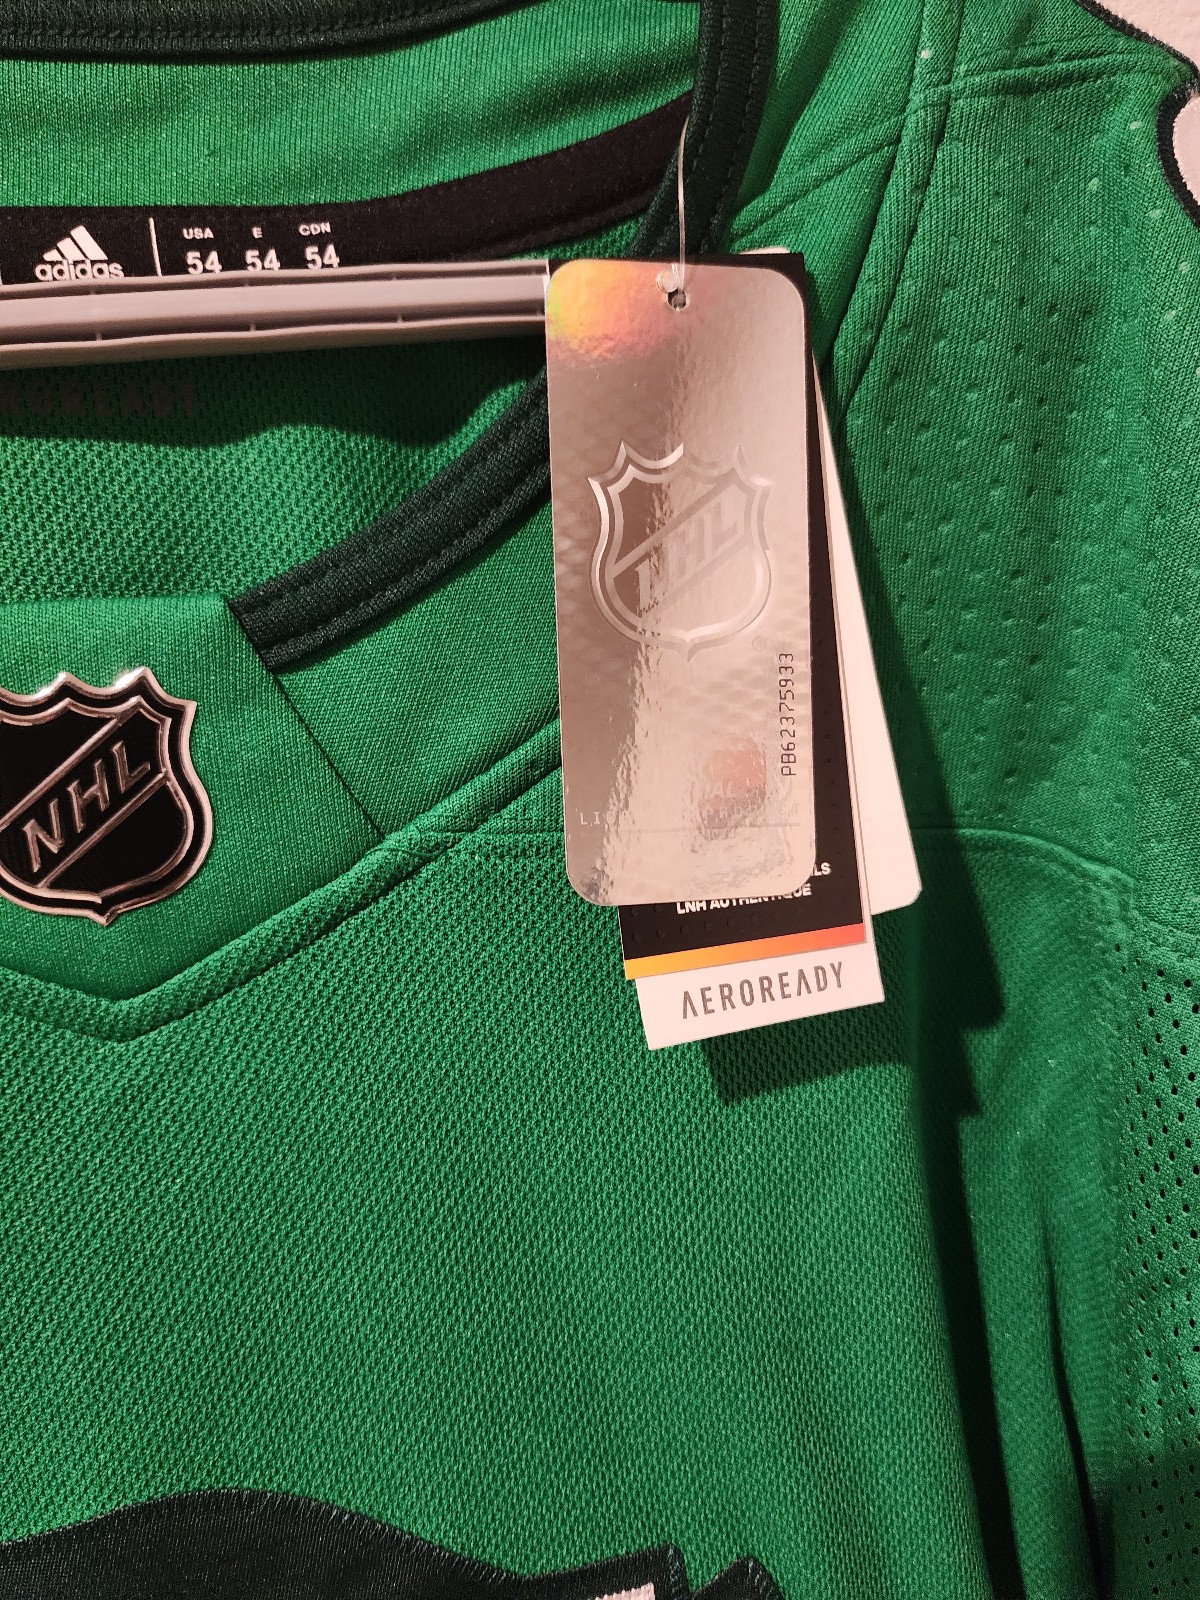 adidas
USA E CDN
54 54 54
NHL
NHL
PB62375933
LNH AUTHENTIQUE
AEROREADY